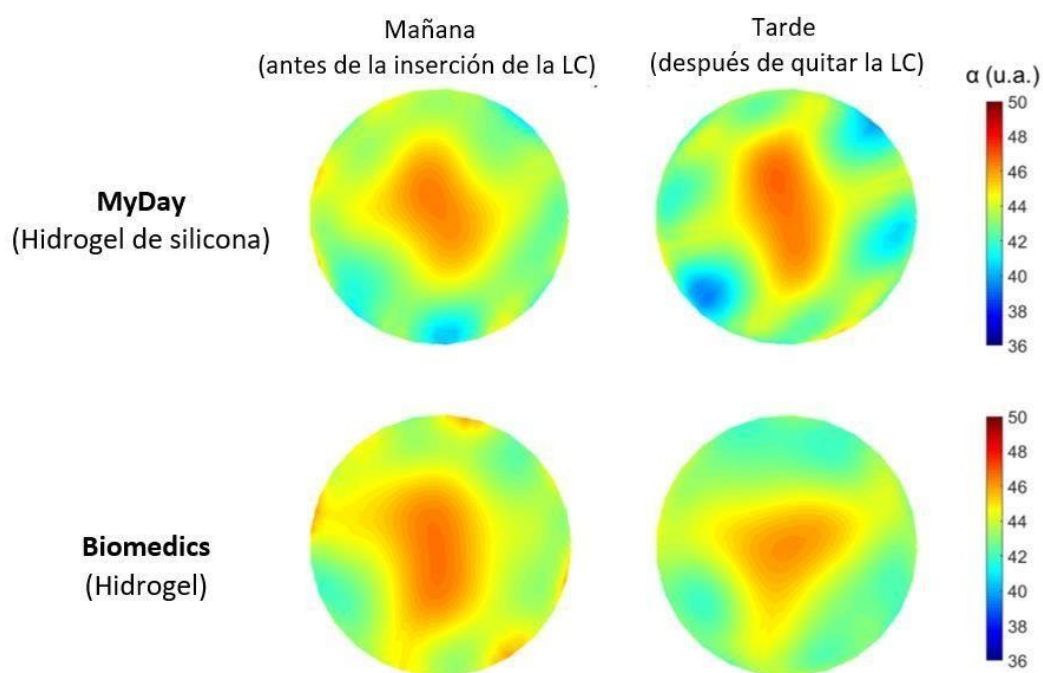 Mañana
(antes de la inserción de la LC)
Tarde
(después de quitar la LC)
α (u.a.)
50
48
46
44
42
40
38
36
MyDay
(Hidrogel de silicona)
50
48
46
44
42
40
38
36
Biomedics
(Hidrogel)